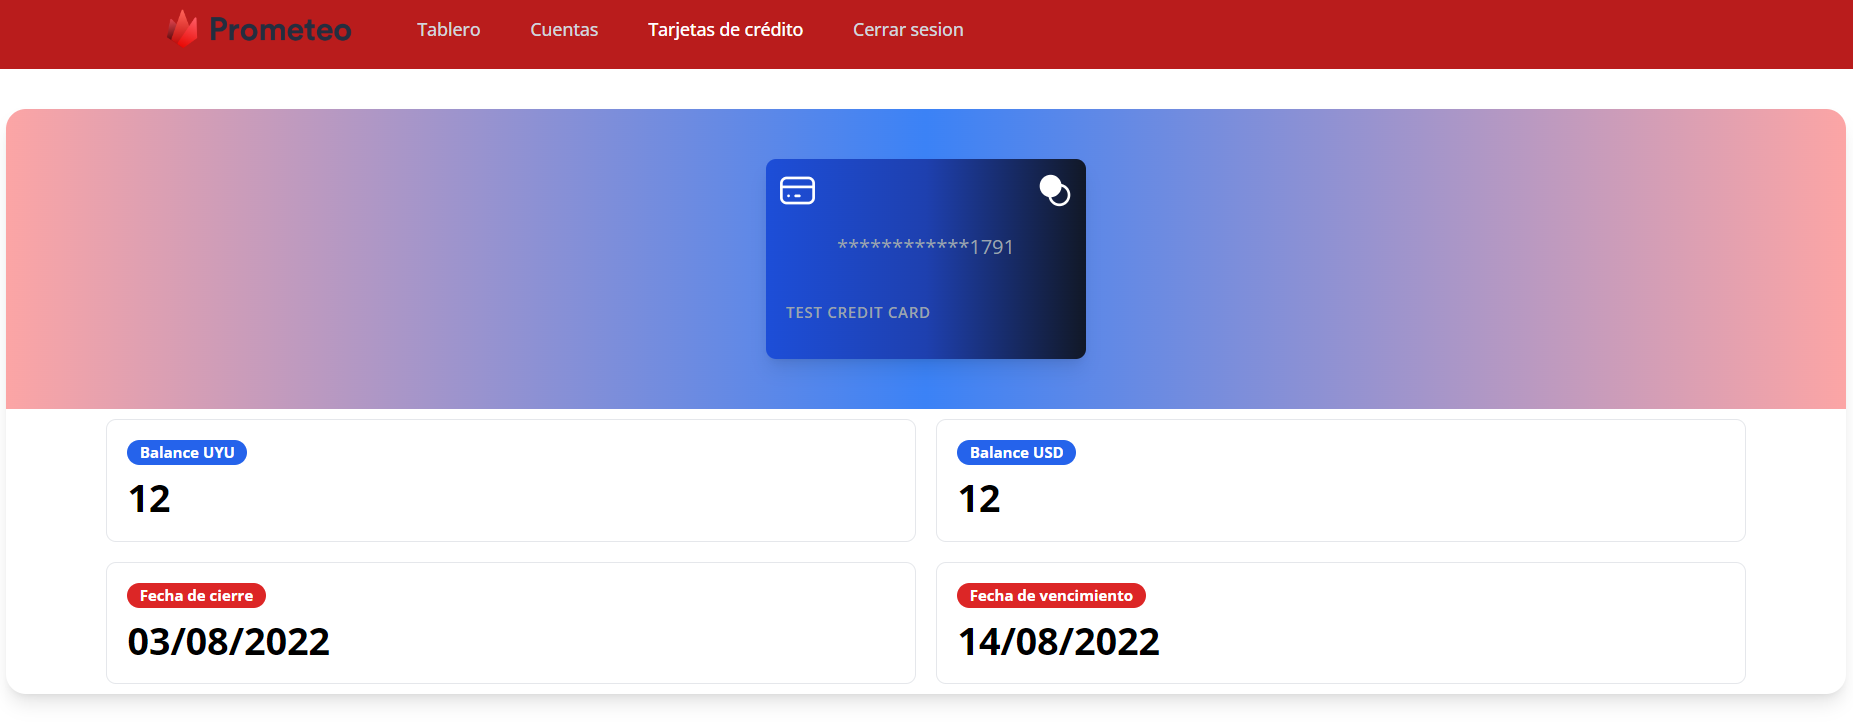 Prometeo Tablero Cuentas Tarjetas de crédito Cerrar sesion
************1791
TEST CREDIT CARD
Balance UYU
12
Balance USD
12
Fecha de cierre
03/08/2022
Fecha de vencimiento
14/08/2022